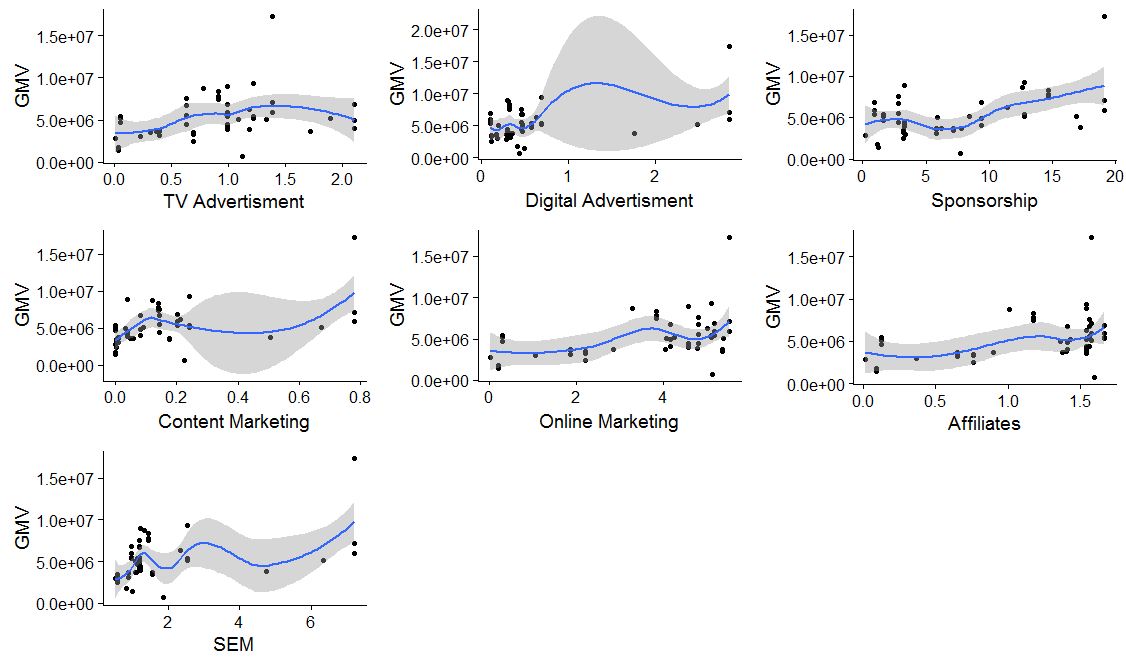 GMV
1.5e+07
1.0e+07
5.0e+06
0.0e+00
0.0 0.5 1.0 1.5 2.0
TV Advertisment
GMV
2.0e+07
1.5e+07
1.0e+07
5.0e+06
0.0e+00
0 1 2
Digital Advertisment
GMV
1.5e+07
1.0e+07
5.0e+06
0.0e+00
0 5 10 15 20
Sponsorship
GMV
1.5e+07
1.0e+07
5.0e+06
0.0e+00
0.0 0.2 0.4 0.6 0.8
Content Marketing
GMV
1.5e+07
1.0e+07
5.0e+06
0.0e+00
0 2 4
Online Marketing
GMV
1.5e+07
1.0e+07
5.0e+06
0.0e+00
0.0 0.5 1.0 1.5
Affiliates
GMV
1.5e+07
1.0e+07
5.0e+06
0.0e+00
2 4 6
SEM